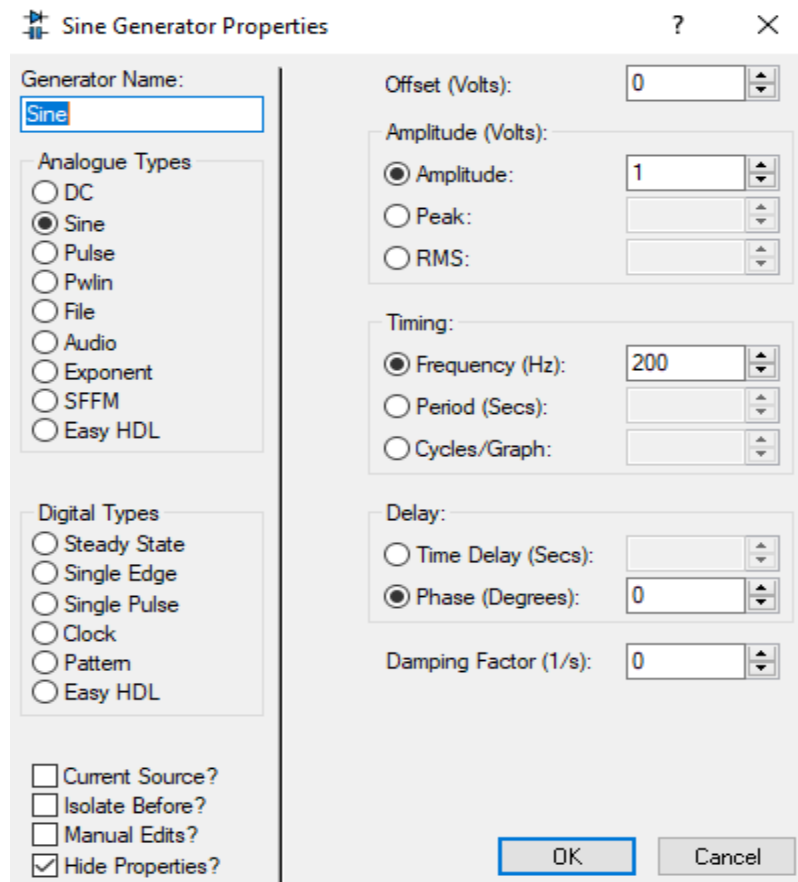 Sine Generator Properties ? ×
Generator Name:
Sine
Analogue Types
DC
Sine
Pulse
Pwlin
File
Audio
Exponent
SFFM
Easy HDL
Digital Types
Steady State
Single Edge
Single Pulse
Clock
Pattern
Easy HDL
Current Source?
Isolate Before?
Manual Edits?
Hide Properties?
Offset (Volts): 0
Amplitude (Volts):
Amplitude: 1
Peak:
RMS:
Timing:
Frequency (Hz): 200
Period (Secs):
Cycles/Graph:
Delay:
Time Delay (Secs):
Phase (Degrees): 0
Damping Factor (1/s): 0
OK Cancel